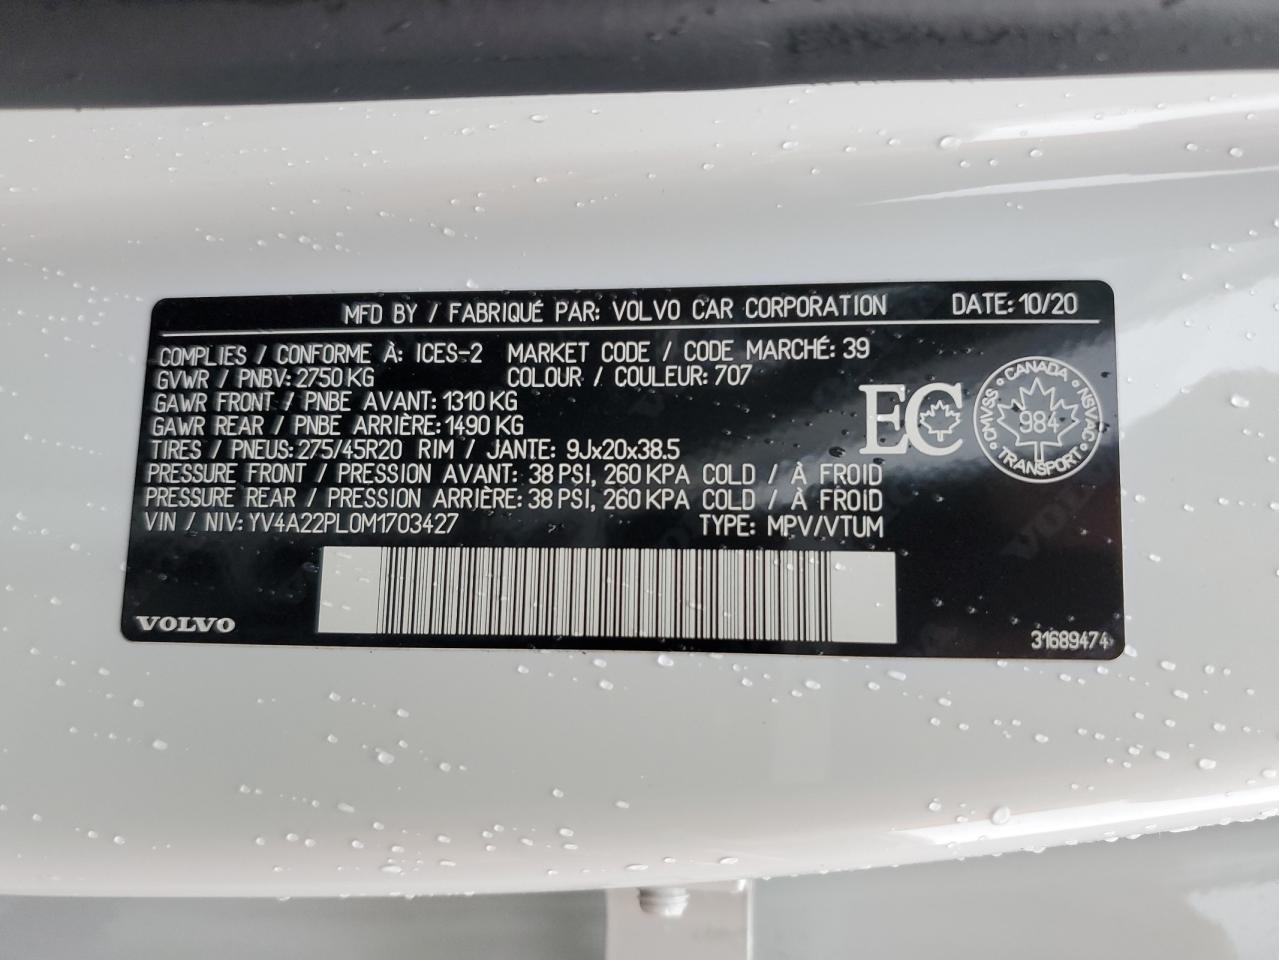 MFD BY / FABRIQUÉ PAR: VOLVO CAR CORPORATION DATE: 10/20
COMPLIES / CONFORME À: ICES-2 MARKET CODE / CODE MARCHÉ: 39
GVWR / PNBV: 2750 KG COLOUR / COULEUR: 707
GAWR FRONT / PNBE AVANT: 1310 KG
GAWR REAR / PNBE ARRIÈRE: 1490 KG
TIRES / PNEUS: 275/45R20 RIM / JANTE: 9Jx20x38.5
PRESSURE FRONT / PRESSION AVANT: 38 PSI, 260 KPA COLD / À FROID
PRESSURE REAR / PRESSION ARRIÈRE: 38 PSI, 260 KPA COLD / À FROID
VIN / NIV: YV4A22PL0M1703427 TYPE: MPV/VTUM
EC
CANADA
CMVSS 984 NSVAC
TRANSPORT
VOLVO
31689474